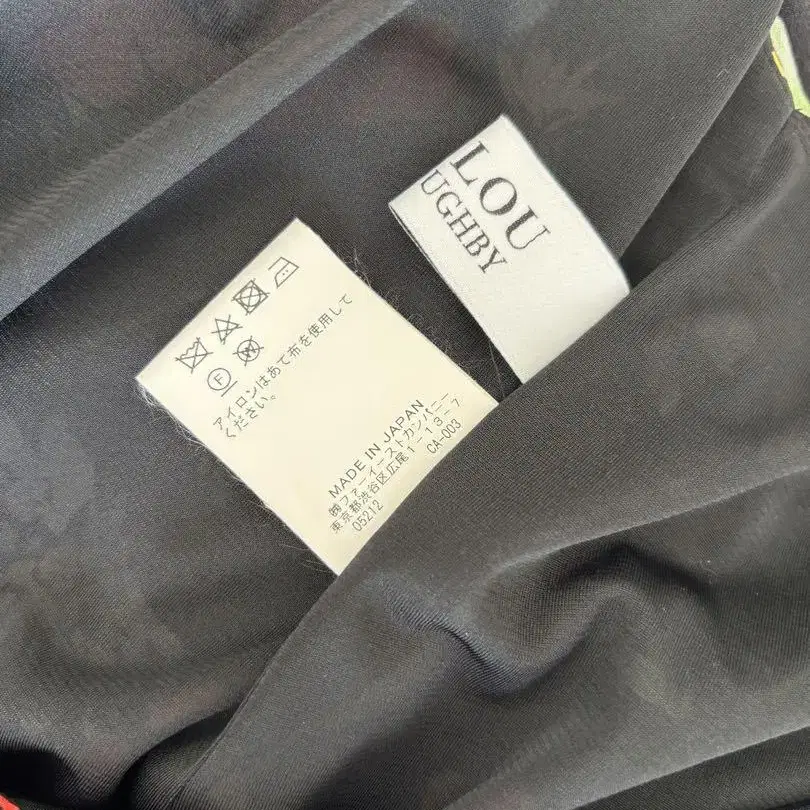 LOU
UGHBY
F
アイロンはあて布を使用して
ください。
MADE IN JAPAN
㈱ファーイーストカンパニー
東京都渋谷区広尾1-13-7
05212 CA-003